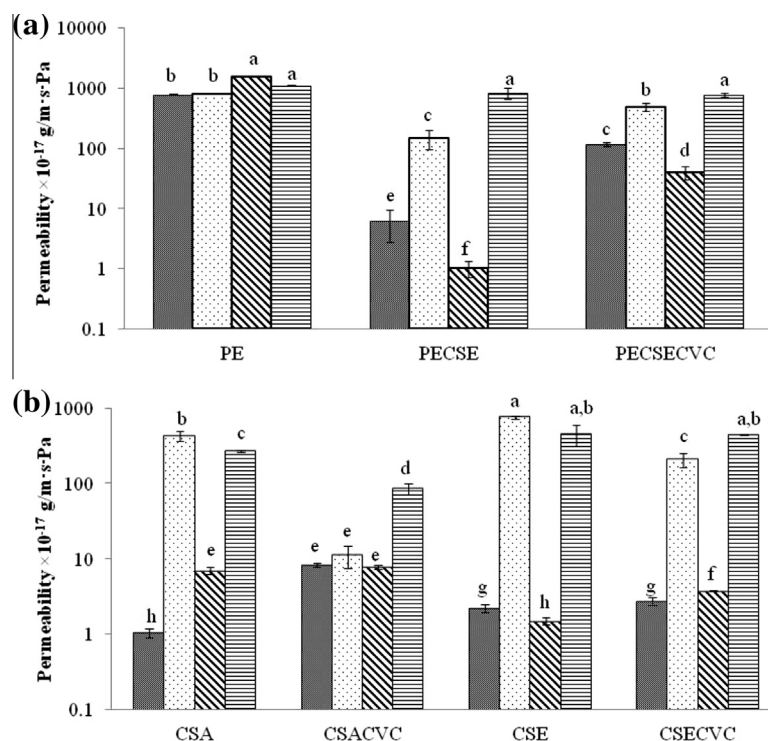 (a)
10000
1000
100
10
1
0.1
Permeability ×10⁻¹⁷ g/m·s·Pa
b b a a
e c f a
c b d a
PE PECSE PECSECVC
(b)
1000
100
10
1
0.1
Permeability ×10⁻¹⁷ g/m·s·Pa
h b e c
e e e d
g a h a,b
g c f a,b
CSA CSACVC CSE CSECVC